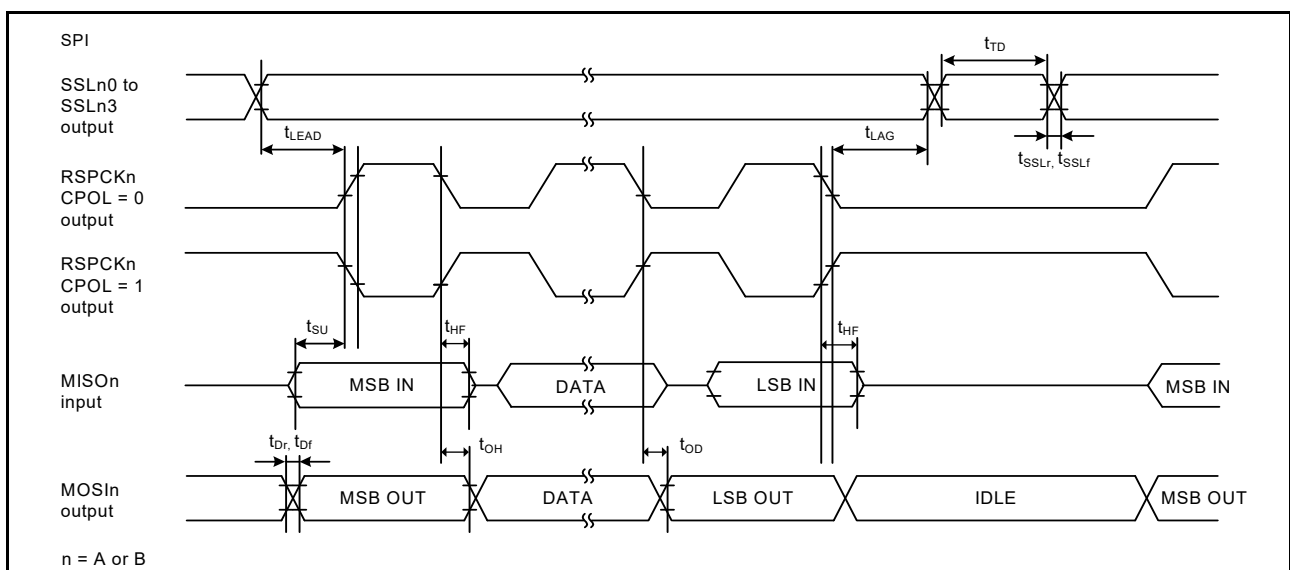 SPI
t_TD
SSLn0 to
SSLn3
output
t_LEAD
t_LAG
t_SSLr, t_SSLf
RSPCKn
CPOL = 0
output
RSPCKn
CPOL = 1
output
t_SU
t_HF
t_HF
MISOn
input
MSB IN
DATA
LSB IN
MSB IN
t_Dr, t_Df
t_OH
t_OD
MOSIn
output
MSB OUT
DATA
LSB OUT
IDLE
MSB OUT
n = A or B